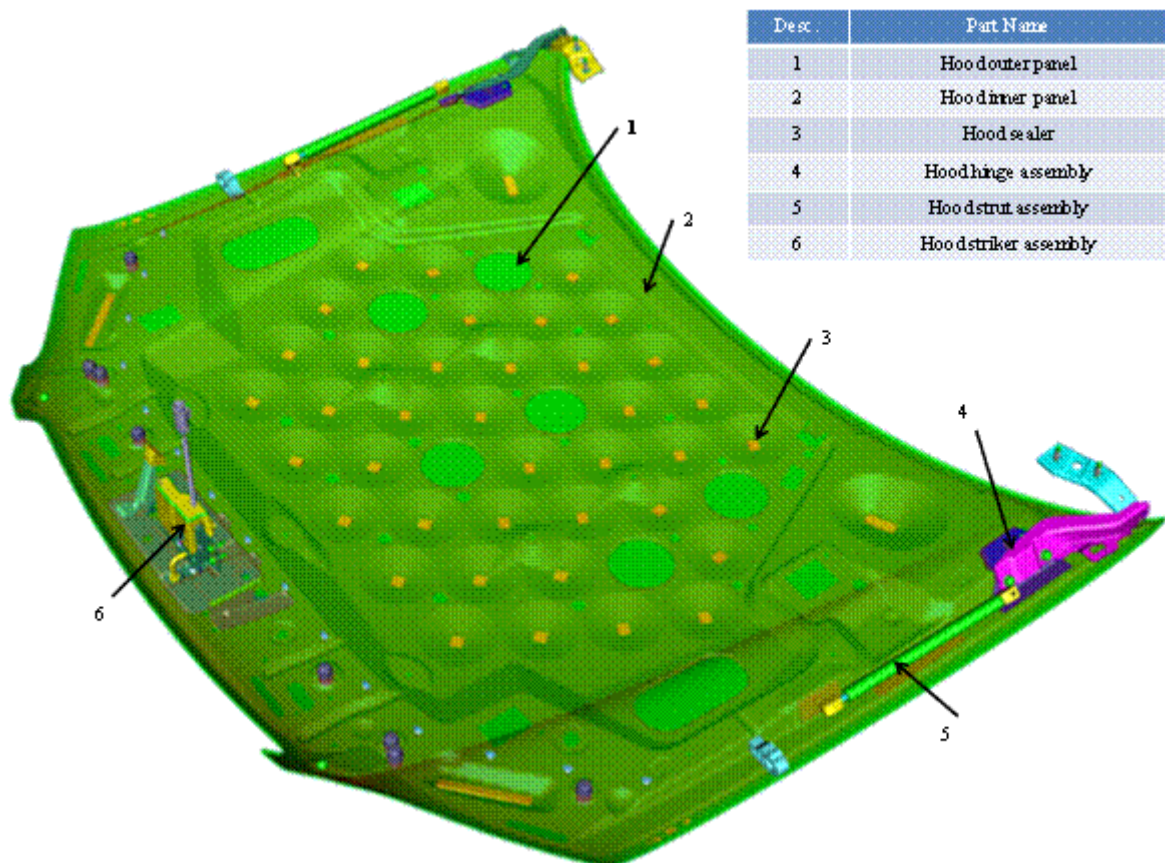 Desc. Part Name
1 Hood outer panel
2 Hood inner panel
3 Hood sealer
4 Hood hinge assembly
5 Hood strut assembly
6 Hood striker assembly
1
2
3
4
6
5